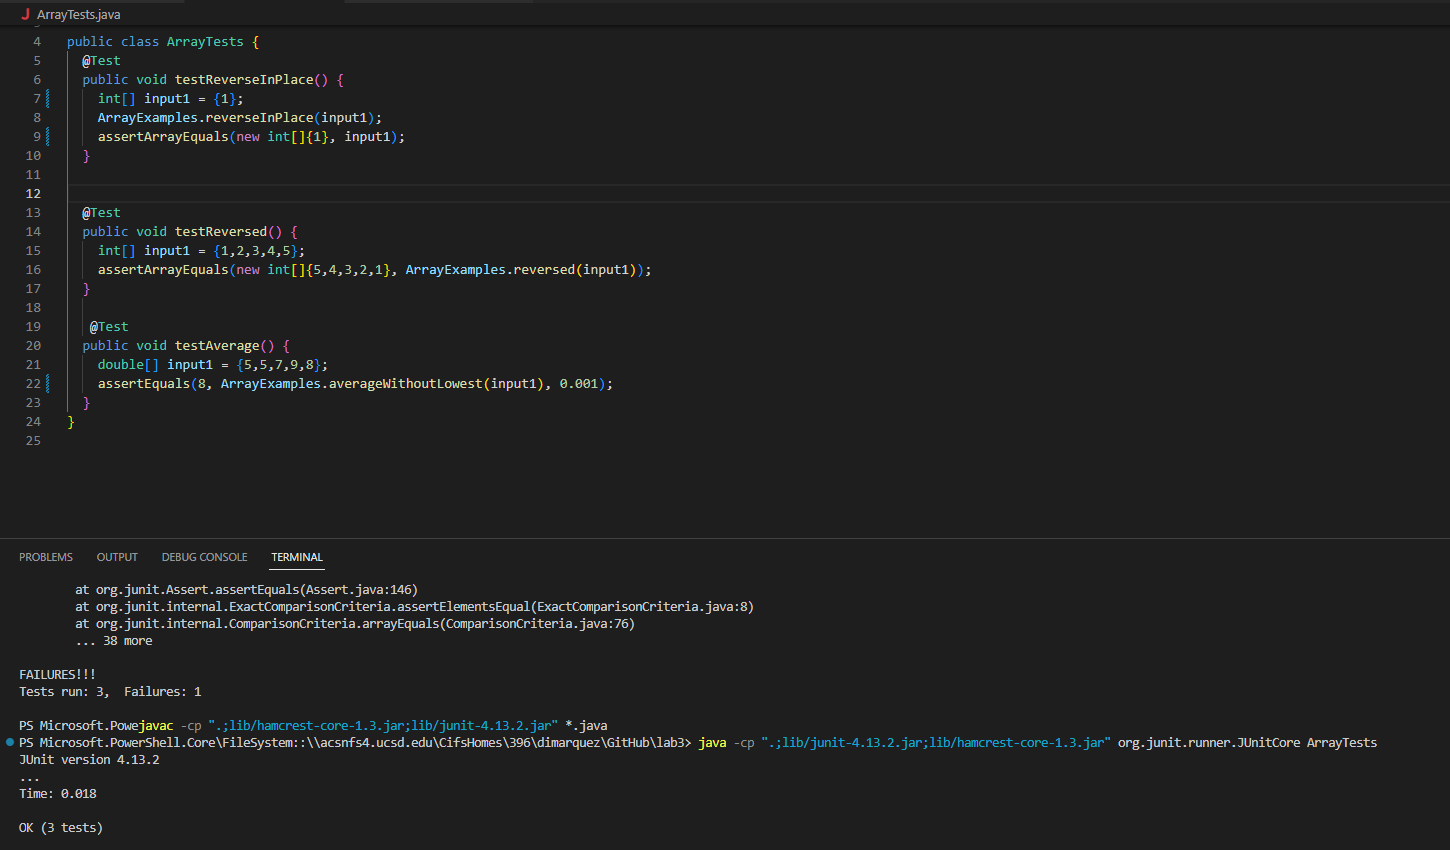 J ArrayTests.java
4 public class ArrayTests {
5 @Test
6 public void testReverseInPlace() {
7 int[] input1 = {1};
8 ArrayExamples.reverseInPlace(input1);
9 assertArrayEquals(new int[]{1}, input1);
10 }
11
12
13 @Test
14 public void testReversed() {
15 int[] input1 = {1,2,3,4,5};
16 assertArrayEquals(new int[]{5,4,3,2,1}, ArrayExamples.reversed(input1));
17 }
18
19 @Test
20 public void testAverage() {
21 double[] input1 = {5,5,7,9,8};
22 assertEquals(8, ArrayExamples.averageWithoutLowest(input1), 0.001);
23 }
24 }
25
PROBLEMS OUTPUT DEBUG CONSOLE TERMINAL
at org.junit.Assert.assertEquals(Assert.java:146)
at org.junit.internal.ExactComparisonCriteria.assertElementsEqual(ExactComparisonCriteria.java:8)
at org.junit.internal.ComparisonCriteria.arrayEquals(ComparisonCriteria.java:76)
... 38 more
FAILURES!!!
Tests run: 3,  Failures: 1
PS Microsoft.Powejavac -cp ".;lib/hamcrest-core-1.3.jar;lib/junit-4.13.2.jar" *.java
PS Microsoft.PowerShell.Core\FileSystem::\\acsnfs4.ucsd.edu\CifsHomes\396\dimarquez\GitHub\lab3> java -cp ".;lib/junit-4.13.2.jar;lib/hamcrest-core-1.3.jar" org.junit.runner.JUnitCore ArrayTests
JUnit version 4.13.2
...
Time: 0.018
OK (3 tests)